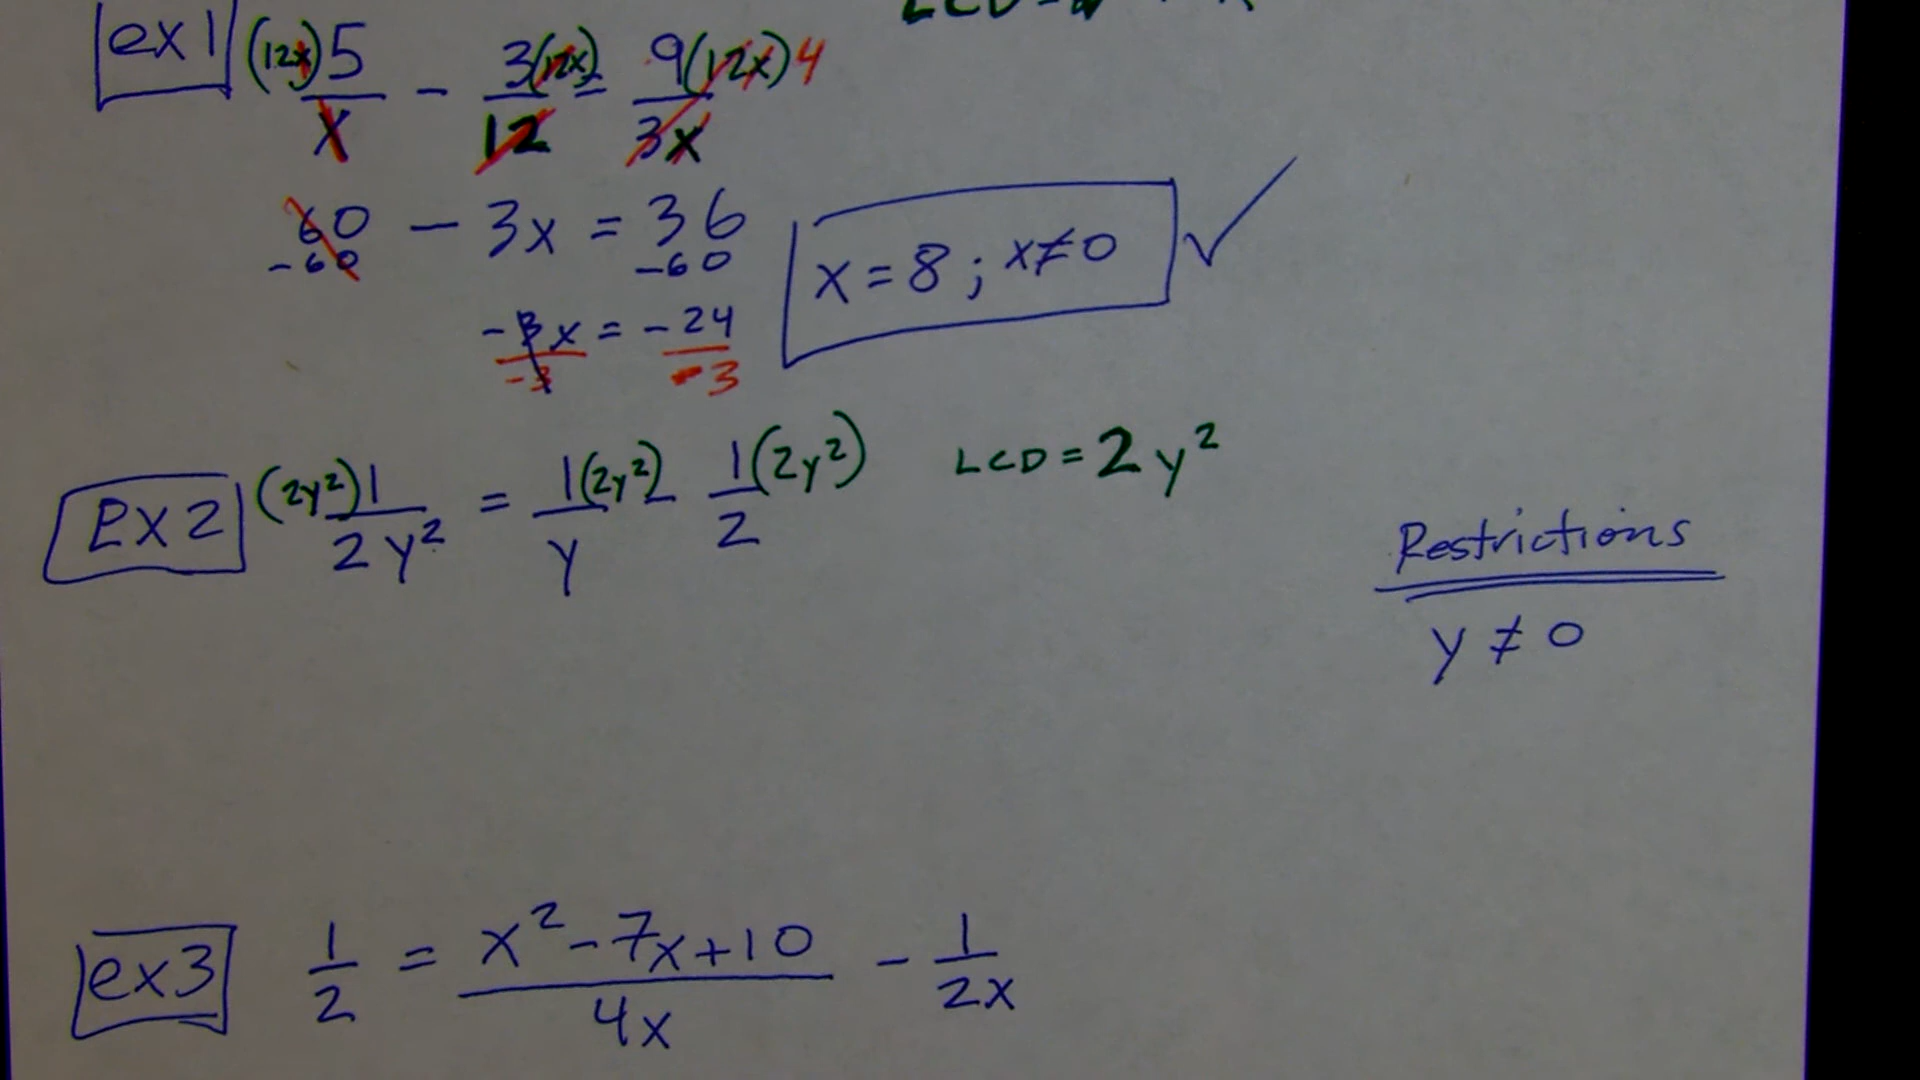 LCD=
ex1 (12x)5/x - 3(12x)/12 = 9(12x)4/3x
60 - 3x = 36
-60 -60
x = 8 ; x≠0 ✓
-3x = -24
-3 -3
Ex2 (2y²)1/2y² = 1(2y²)/y - 1(2y²)/2 LCD = 2y²
Restrictions
y ≠ 0
ex3 1/2 = x²-7x+10/4x - 1/2x